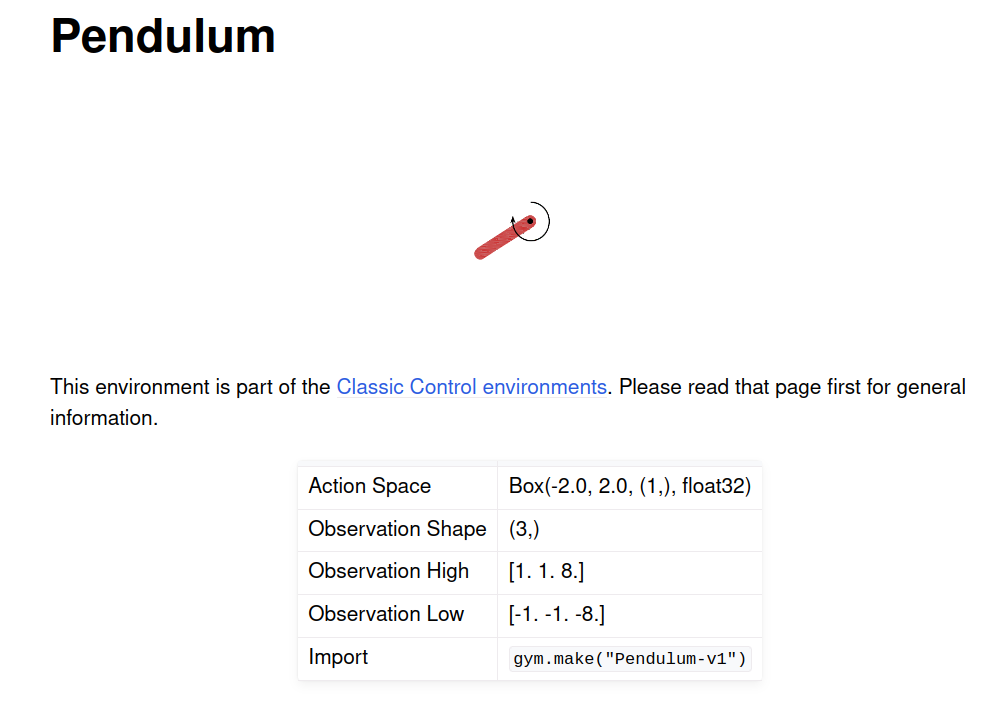 Pendulum
This environment is part of the Classic Control environments. Please read that page first for general
information.
Action Space Box(-2.0, 2.0, (1,), float32)
Observation Shape (3,)
Observation High [1. 1. 8.]
Observation Low [-1. -1. -8.]
Import gym.make("Pendulum-v1")